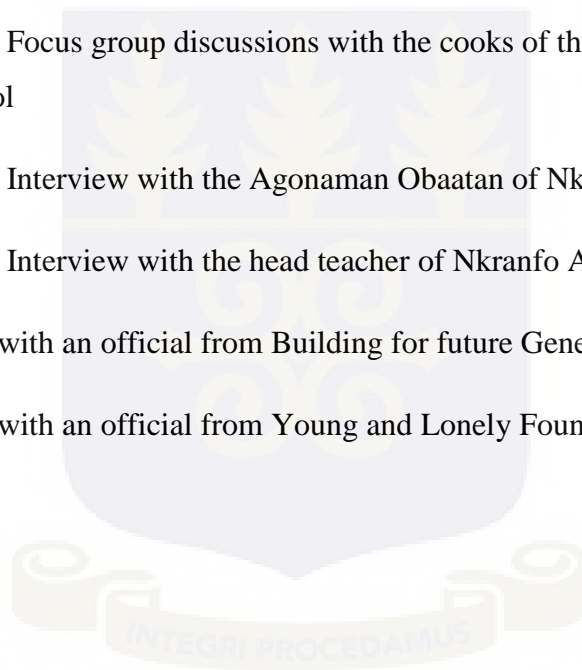 Focus group discussions with the cooks of th
ol
Interview with the Agonaman Obaatan of Nk
Interview with the head teacher of Nkranfo A
with an official from Building for future Gene
with an official from Young and Lonely Foun
INTEGRI PROCEDAMUS